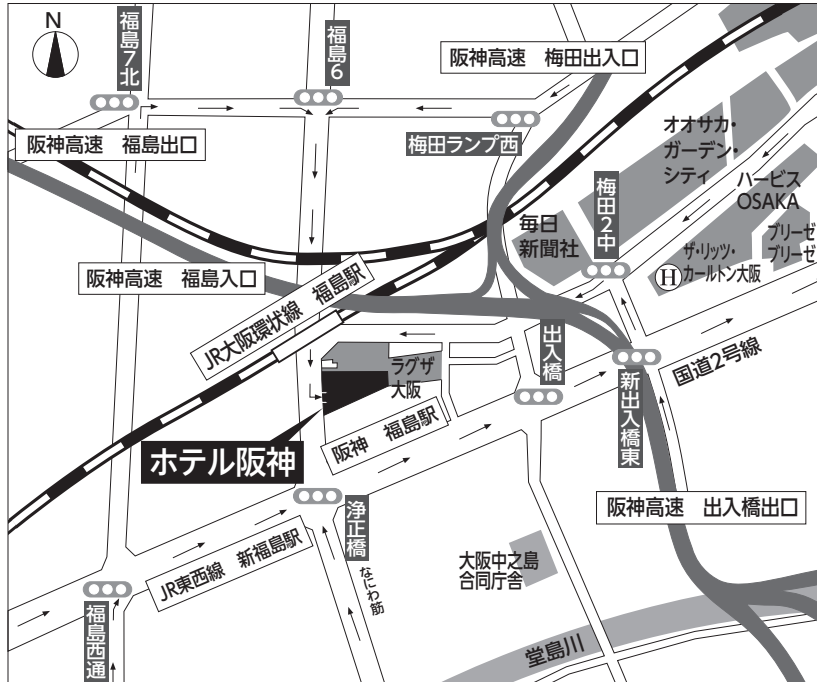 N
福島7北
福島6
阪神高速　梅田出入口
阪神高速　福島出口
梅田ランプ西
オオサカ・
ガーデン・
シティ
ハービス
OSAKA
梅田2中
毎日
新聞社
ブリーゼ
ブリーゼ
H
ザ・リッツ・
カールトン大阪
阪神高速　福島入口
JR大阪環状線　福島駅
ラグザ
大阪
出入橋
国道2号線
新出入橋東
阪神　福島駅
ホテル阪神
阪神高速　出入橋出口
浄正橋
なにわ筋
JR東西線　新福島駅
大阪中之島
合同庁舎
福島西通
堂島川